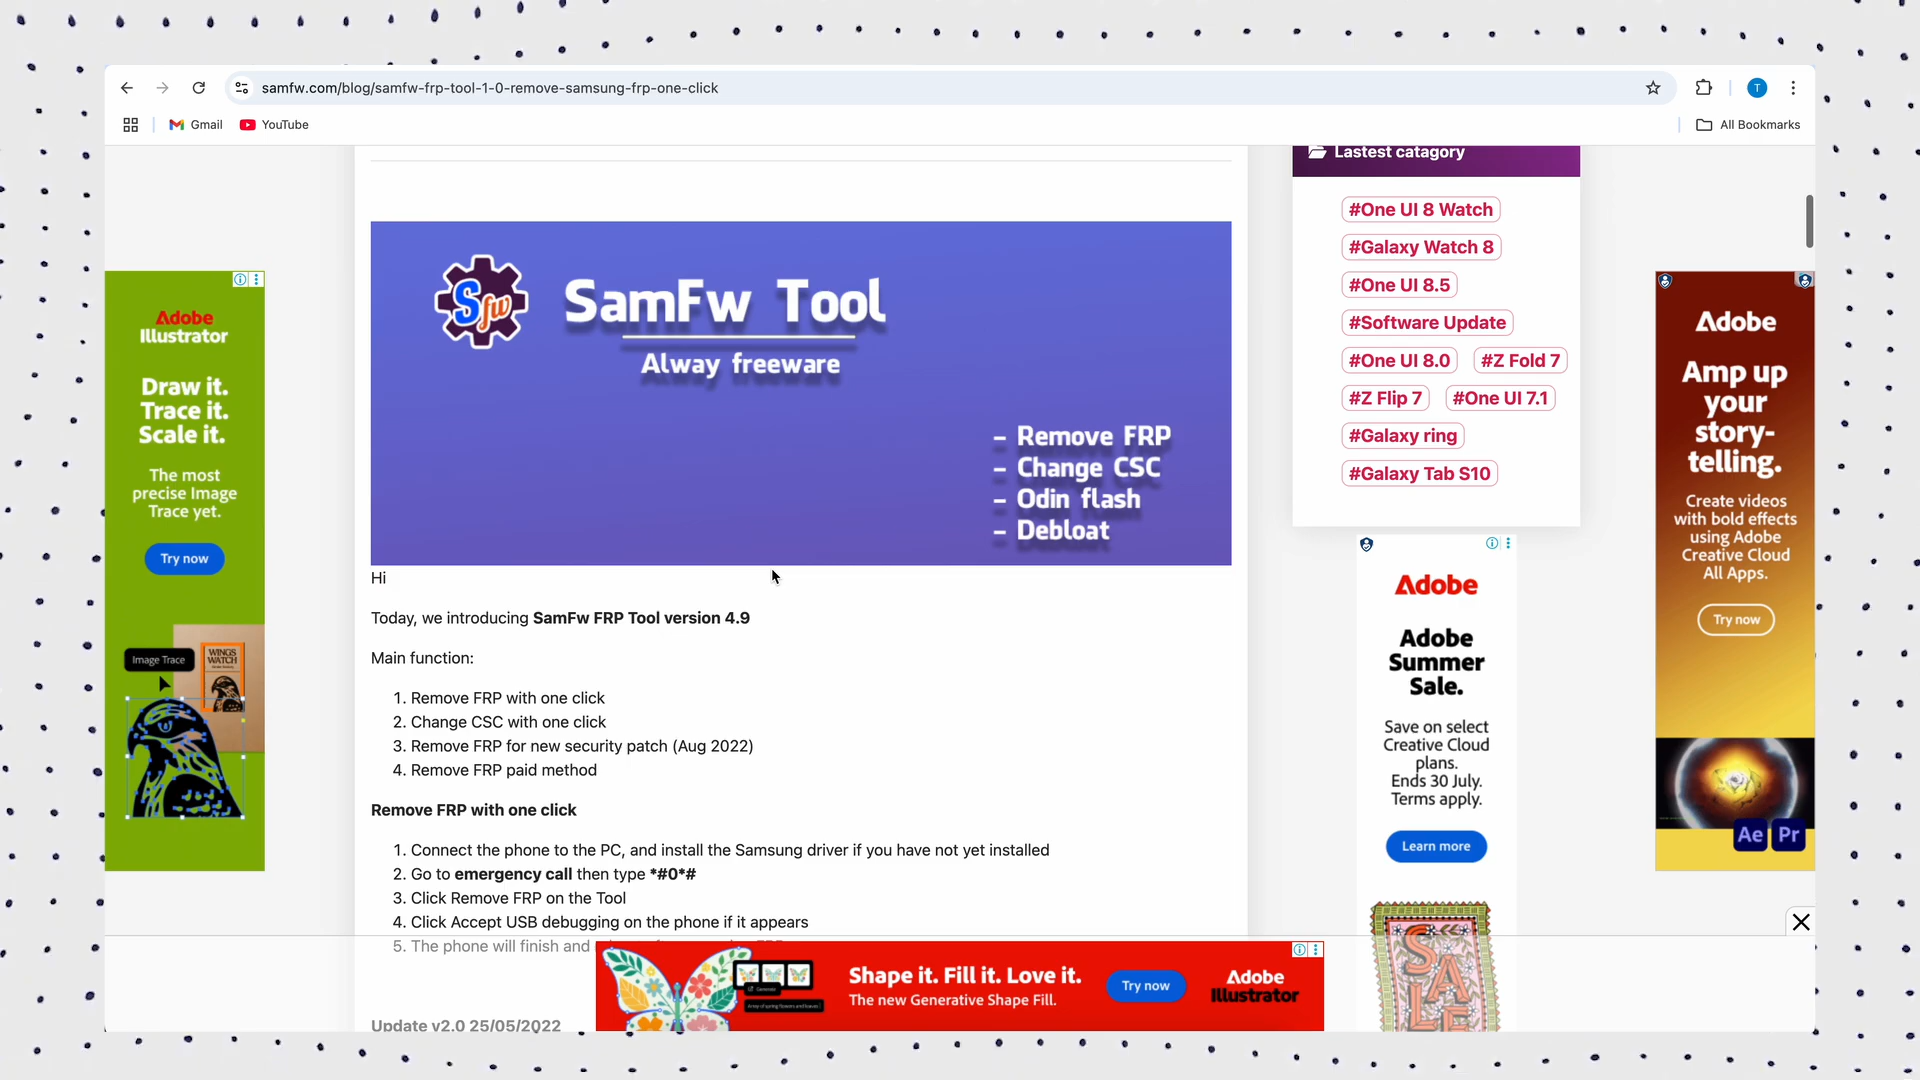 samfw.com/blog/samfw-frp-tool-1-0-remove-samsung-frp-one-click
T
Gmail
YouTube
All Bookmarks
Lastest catagory
#One UI 8 Watch
#Galaxy Watch 8
#One UI 8.5
#Software Update
#One UI 8.0
#Z Fold 7
#Z Flip 7
#One UI 7.1
#Galaxy ring
#Galaxy Tab S10
Sfw
SamFw Tool
Alway freeware
- Remove FRP
- Change CSC
- Odin flash
- Debloat
Hi
Today, we introducing SamFw FRP Tool version 4.9
Main function:
1. Remove FRP with one click
2. Change CSC with one click
3. Remove FRP for new security patch (Aug 2022)
4. Remove FRP paid method
Remove FRP with one click
1. Connect the phone to the PC, and install the Samsung driver if you have not yet installed
2. Go to emergency call then type *#0*#
3. Click Remove FRP on the Tool
4. Click Accept USB debugging on the phone if it appears
5. The phone will finish and
Update v2.0 25/05/2022
Adobe
Illustrator
Draw it.
Trace it.
Scale it.
The most
precise Image
Trace yet.
Try now
Image Trace
WINGS
WATCH
Adobe
Adobe
Summer
Sale.
Save on select
Creative Cloud
plans.
Ends 30 July.
Terms apply.
Learn more
SALE
Adobe
Amp up
your
story-
telling.
Create videos
with bold effects
using Adobe
Creative Cloud
All Apps.
Try now
Ae
Pr
Shape it. Fill it. Love it.
The new Generative Shape Fill.
Try now
Adobe
Illustrator